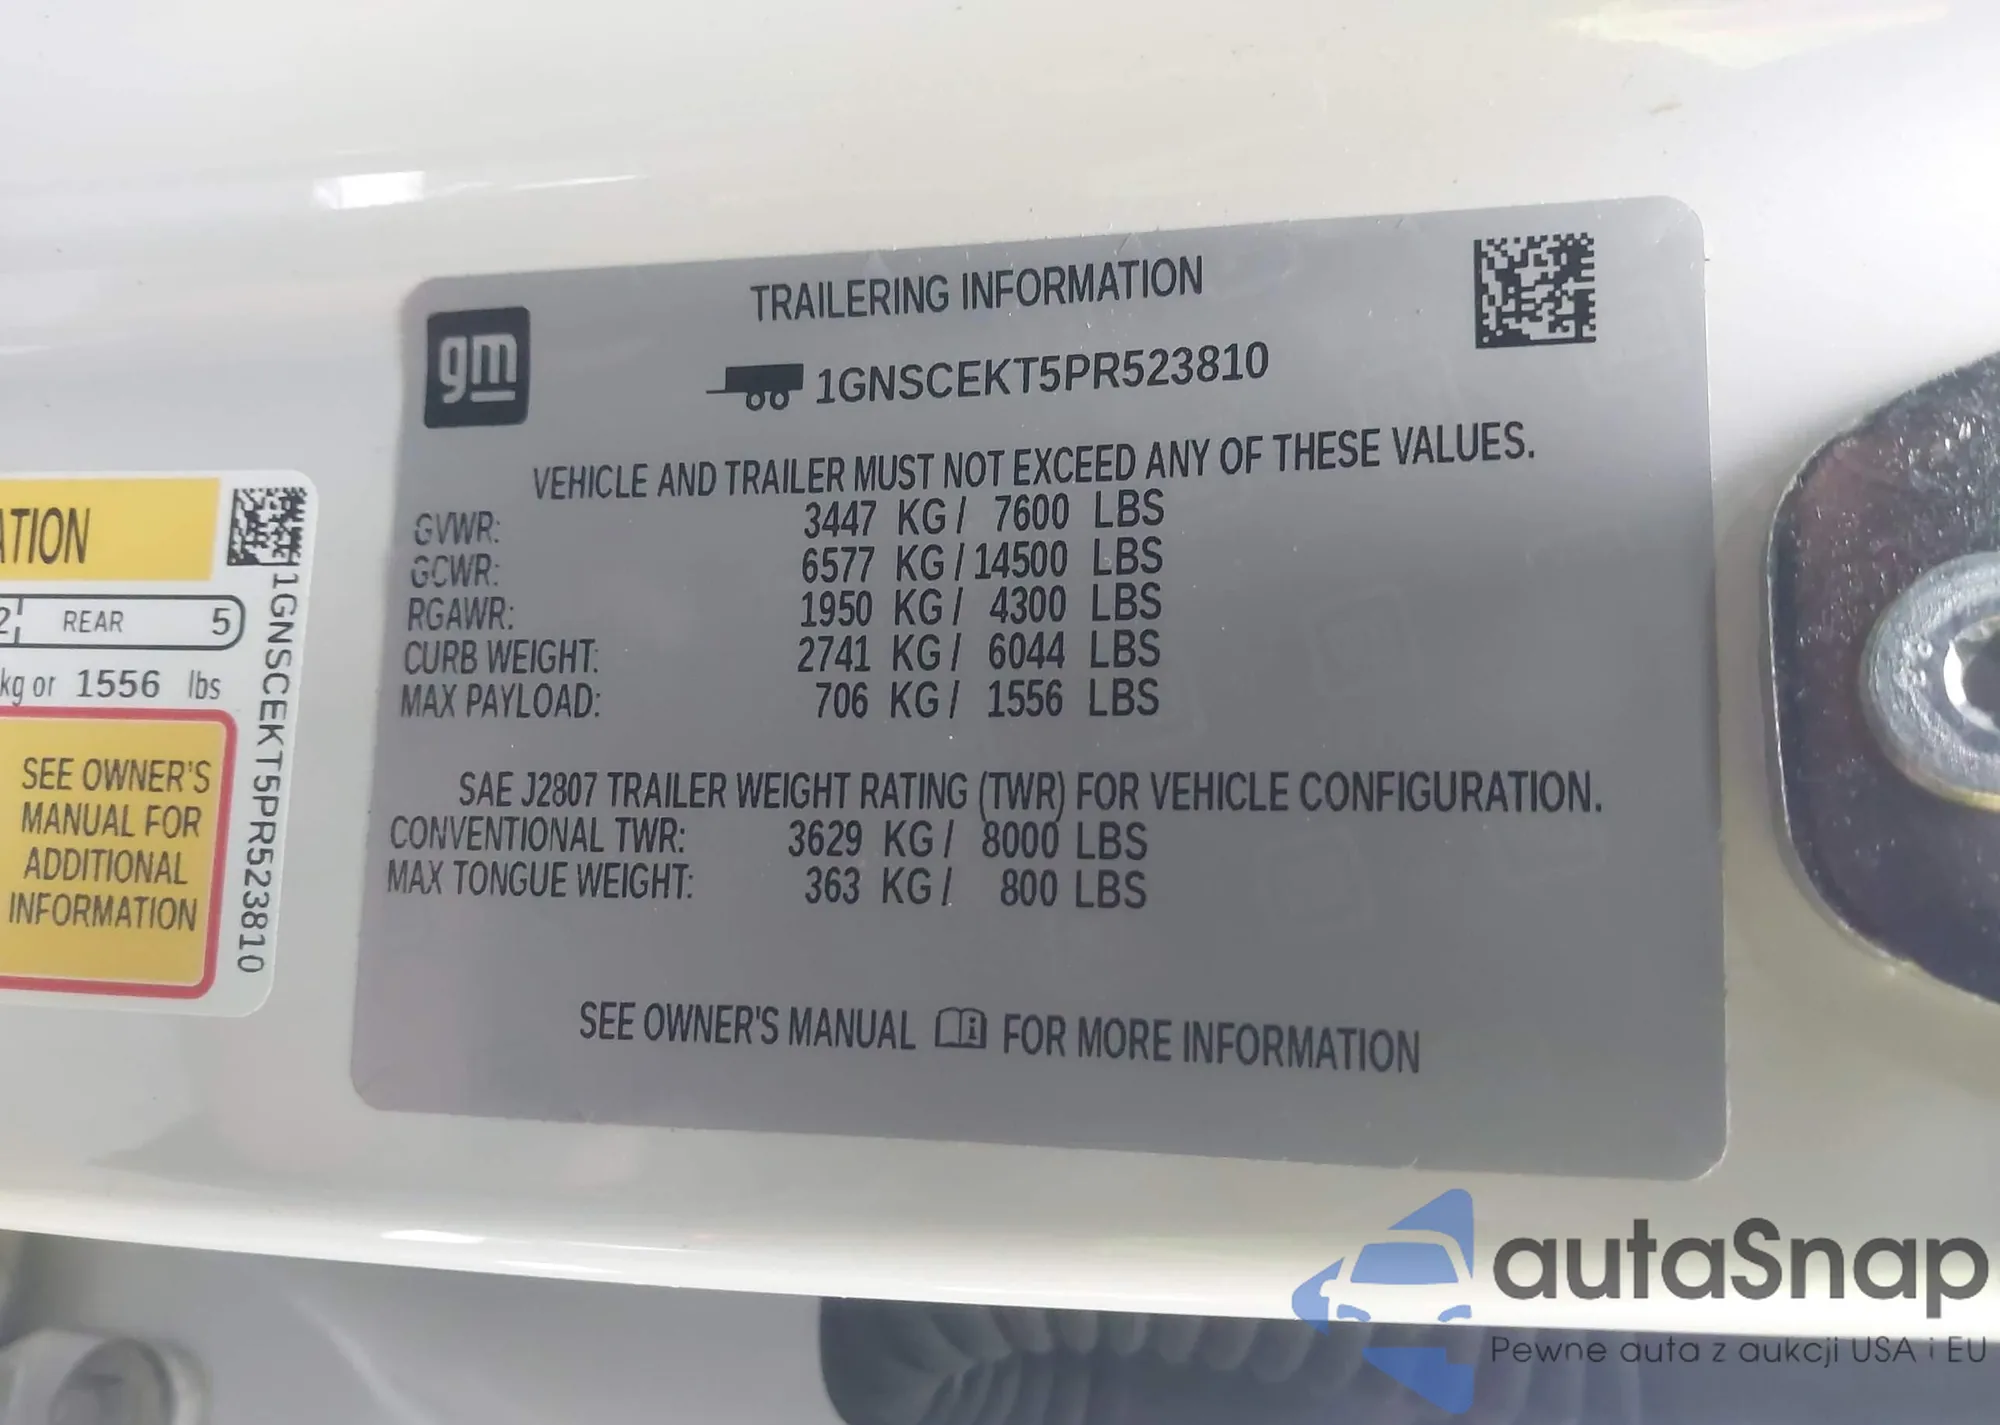 gm
TRAILERING INFORMATION
1GNSCEKT5PR523810
VEHICLE AND TRAILER MUST NOT EXCEED ANY OF THESE VALUES.
GVWR: 3447 KG / 7600 LBS
GCWR: 6577 KG / 14500 LBS
RGAWR: 1950 KG / 4300 LBS
CURB WEIGHT: 2741 KG / 6044 LBS
MAX PAYLOAD: 706 KG / 1556 LBS
SAE J2807 TRAILER WEIGHT RATING (TWR) FOR VEHICLE CONFIGURATION.
CONVENTIONAL TWR: 3629 KG / 8000 LBS
MAX TONGUE WEIGHT: 363 KG / 800 LBS
SEE OWNER'S MANUAL FOR MORE INFORMATION
ATION
2 REAR 5
kg or 1556 lbs
SEE OWNER'S
MANUAL FOR
ADDITIONAL
INFORMATION
1GNSCEKT5PR523810
autaSnap
Pewne auta z aukcji USA i EU